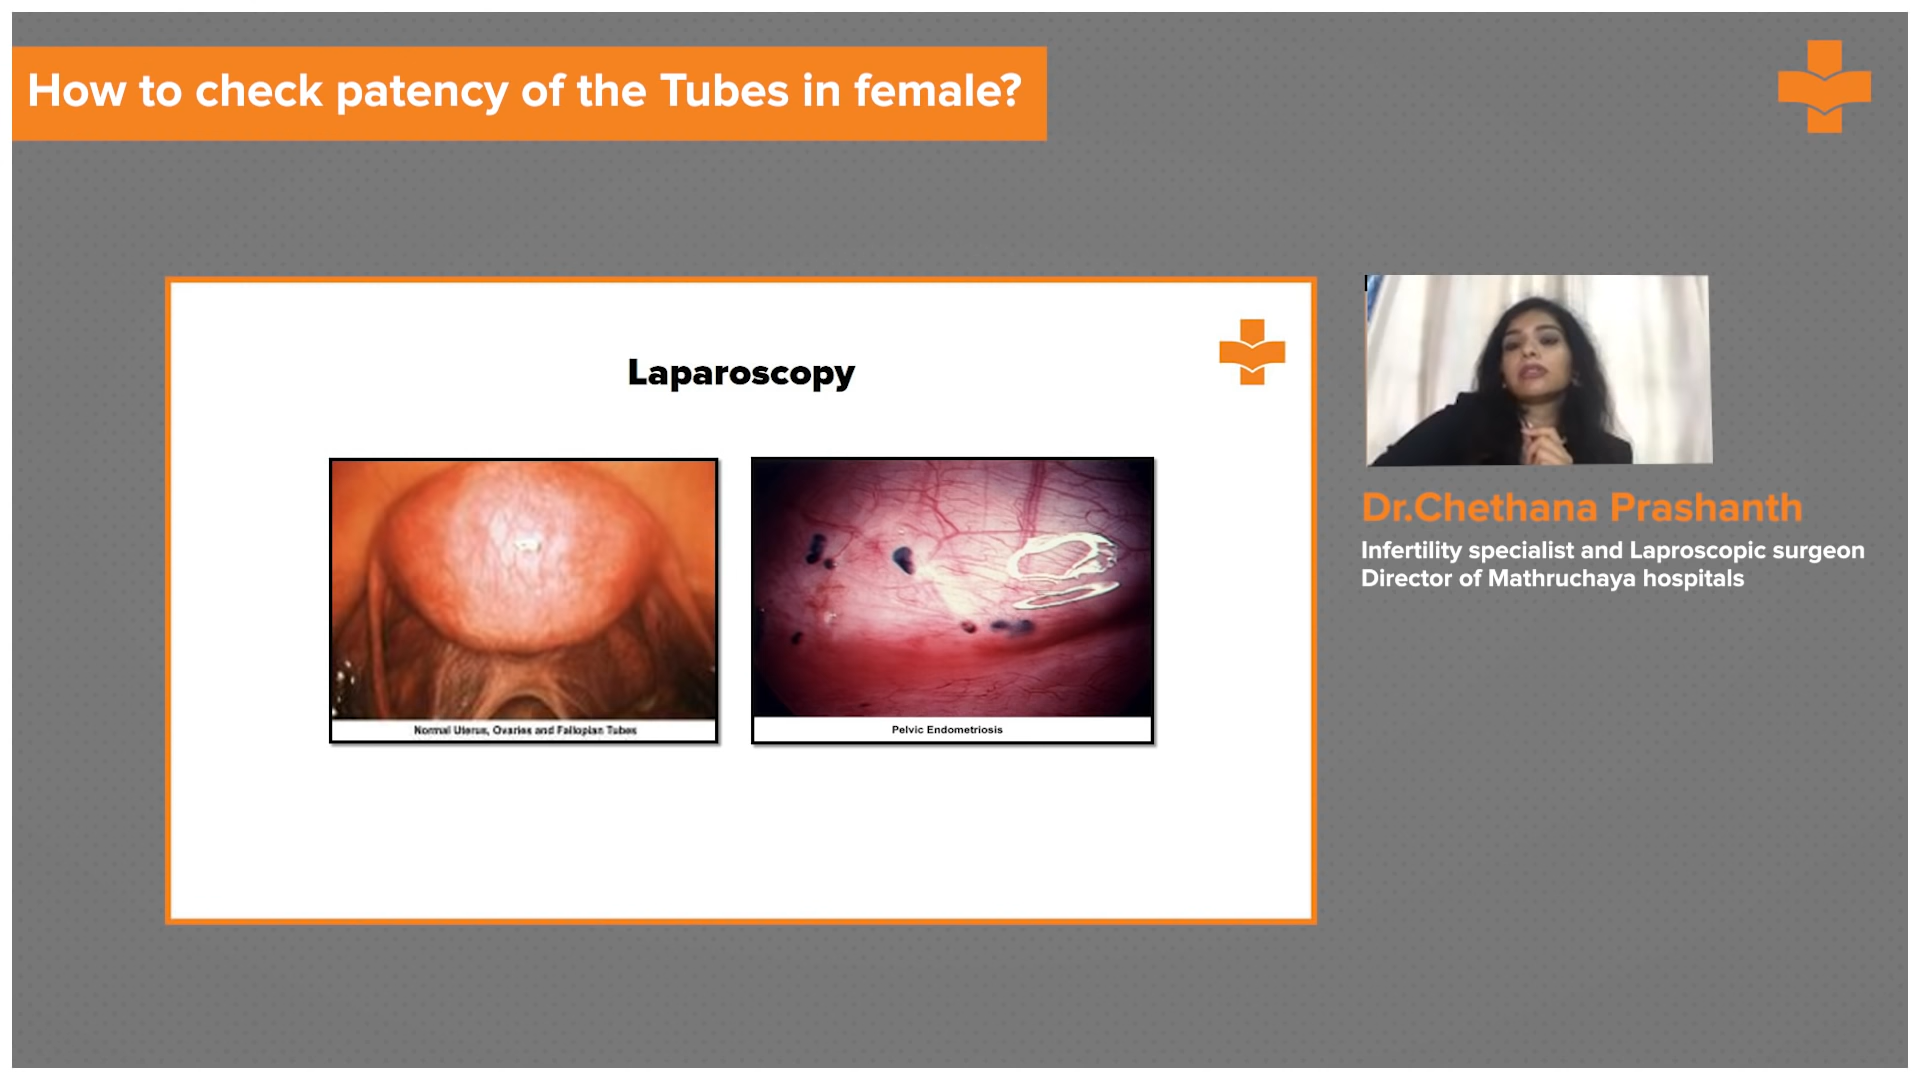 How to check patency of the Tubes in female?
Laparoscopy
Normal Uterus, Ovaries and Fallopian Tubes
Pelvic Endometriosis
Dr.Chethana Prashanth
Infertility specialist and Laproscopic surgeon
Director of Mathruchaya hospitals